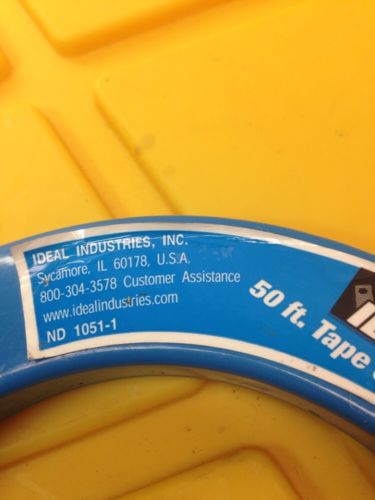 IDEAL INDUSTRIES, INC.
Sycamore, IL 60178, U.S.A.
800-304-3578 Customer Assistance
www.idealindustries.com
ND 1051-1
50 ft. Tape